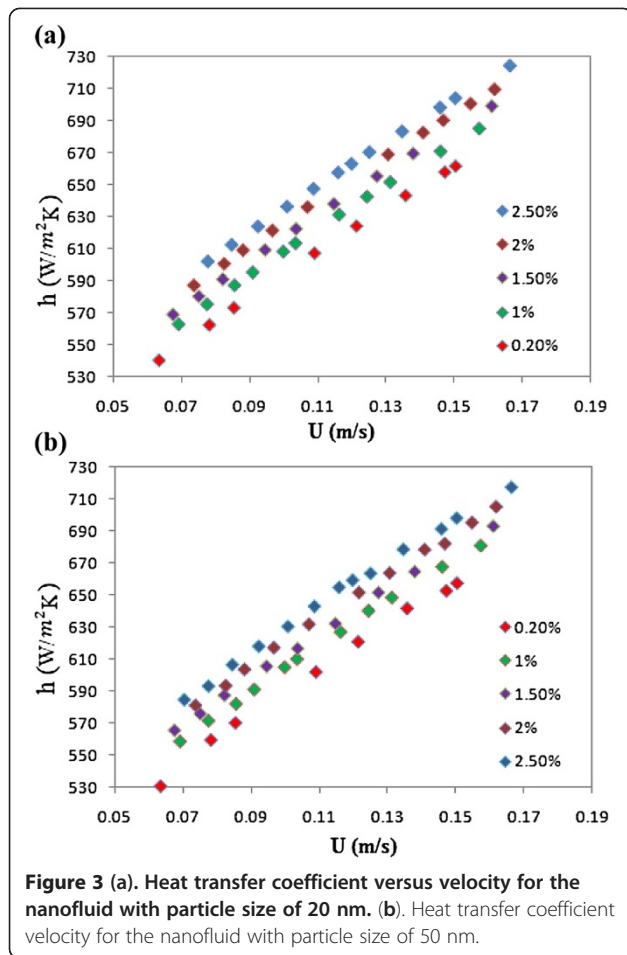 (a)
730
710
690
670
650
630
610
590
570
550
530
h (W/m²K)
2.50%
2%
1.50%
1%
0.20%
0.05 0.07 0.09 0.11 0.13 0.15 0.17 0.19
U (m/s)
(b)
730
710
690
670
650
630
610
590
570
550
530
h (W/m²K)
0.20%
1%
1.50%
2%
2.50%
0.05 0.07 0.09 0.11 0.13 0.15 0.17 0.19
U (m/s)
Figure 3 (a). Heat transfer coefficient versus velocity for the
nanofluid with particle size of 20 nm. (b). Heat transfer coefficient
velocity for the nanofluid with particle size of 50 nm.